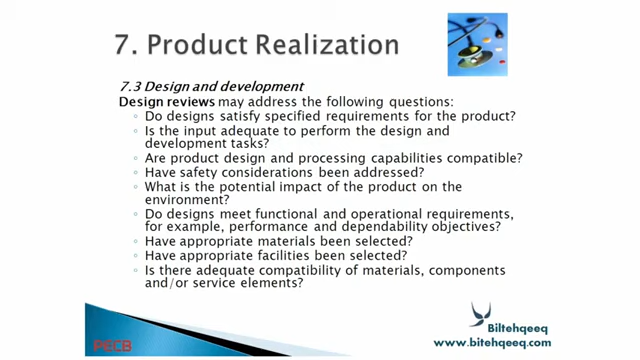 7. Product Realization
7.3 Design and development
Design reviews may address the following questions:
Do designs satisfy specified requirements for the product?
Is the input adequate to perform the design and
development tasks?
Are product design and processing capabilities compatible?
Have safety considerations been addressed?
What is the potential impact of the product on the
environment?
Do designs meet functional and operational requirements,
for example, performance and dependability objectives?
Have appropriate materials been selected?
Have appropriate facilities been selected?
Is there adequate compatibility of materials, components
and/or service elements?
PECB
Biltehqeeq
www.bitehqeeq.com